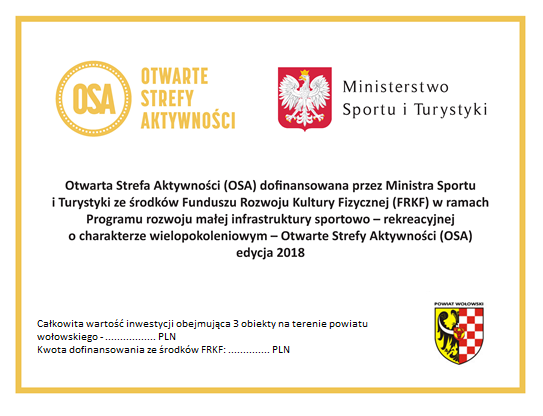 OSA
OTWARTE
STREFY
AKTYWNOŚCI
Ministerstwo
Sportu i Turystyki
Otwarta Strefa Aktywności (OSA) dofinansowana przez Ministra Sportu
i Turystyki ze środków Funduszu Rozwoju Kultury Fizycznej (FRKF) w ramach
Programu rozwoju małej infrastruktury sportowo – rekreacyjnej
o charakterze wielopokoleniowym – Otwarte Strefy Aktywności (OSA)
edycja 2018
POWIAT WOŁOWSKI
Całkowita wartość inwestycji obejmująca 3 obiekty na terenie powiatu
wołowskiego - ................. PLN
Kwota dofinansowania ze środków FRKF: .............. PLN